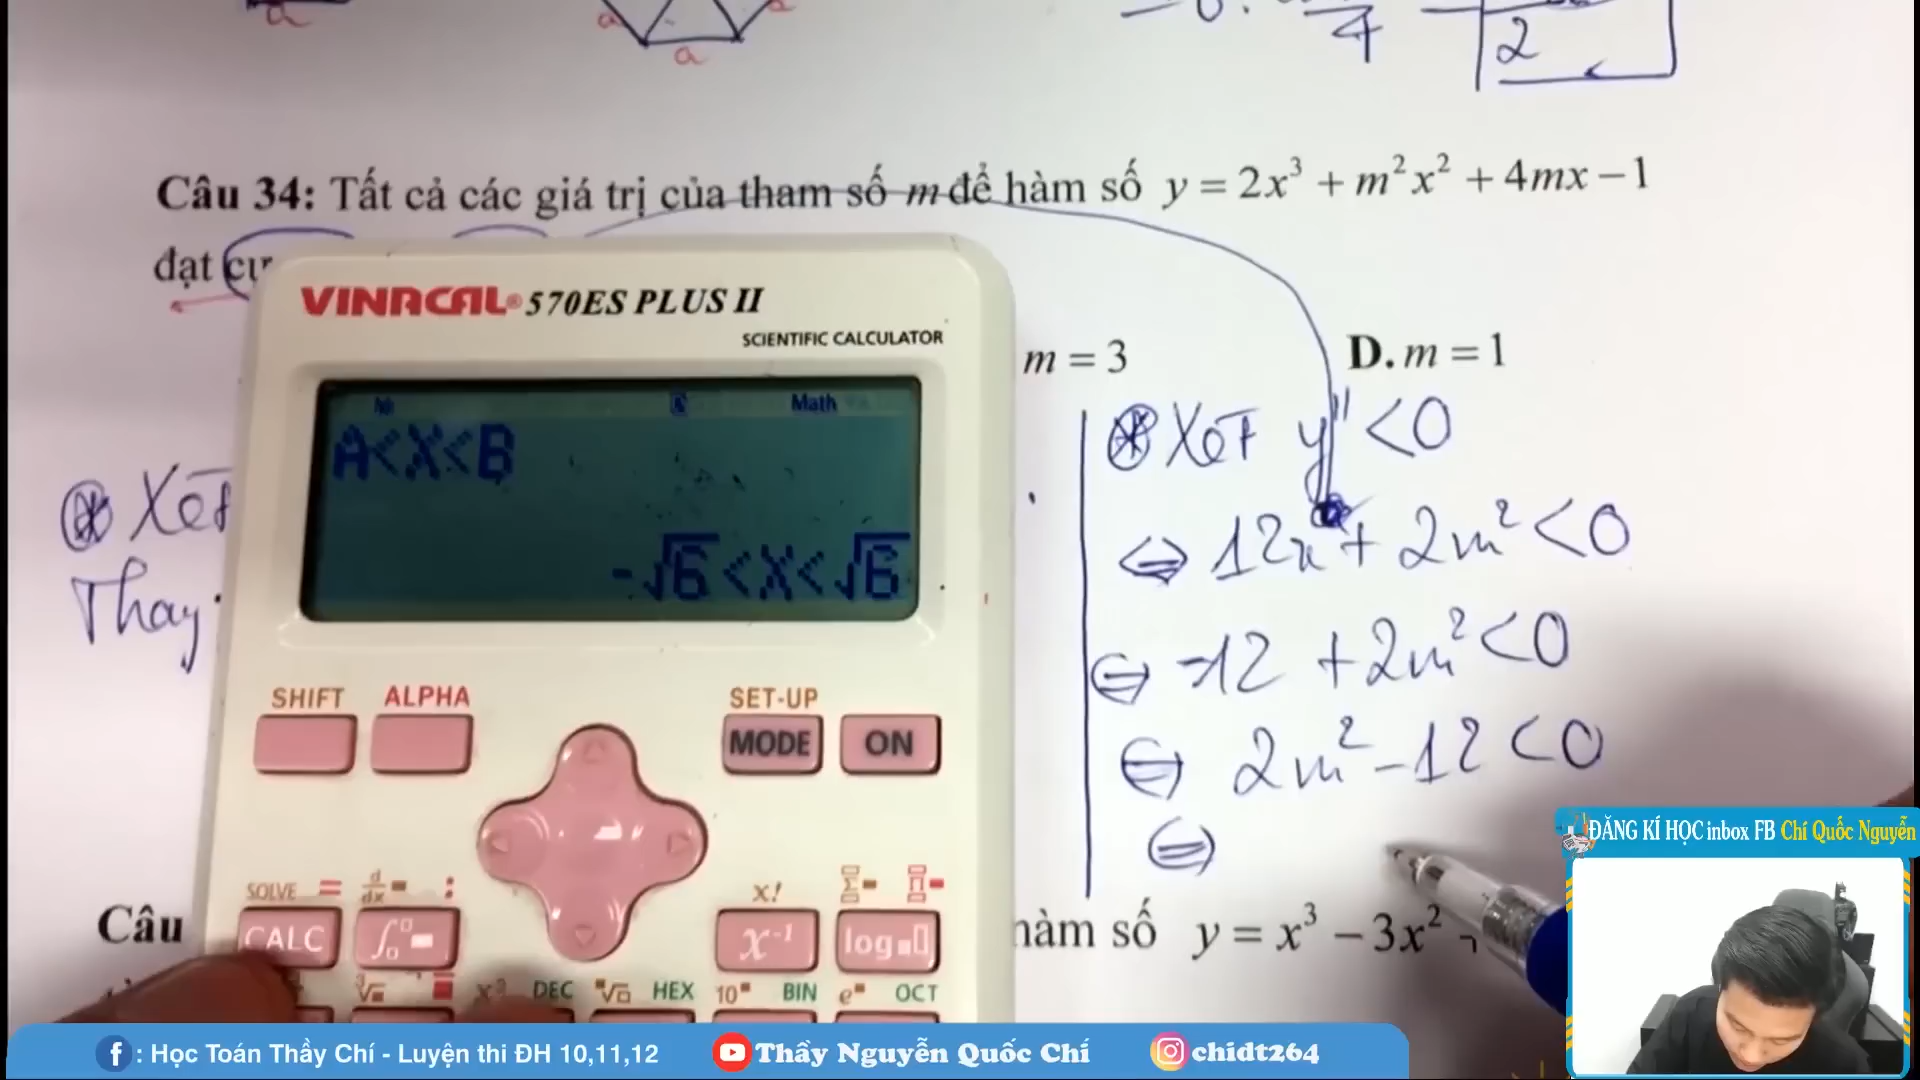 a
a
a
a
4
2
Câu 34: Tất cả các giá trị của tham số m để hàm số y = 2x³ + m²x² + 4mx − 1
đạt
VINACAL® 570ES PLUS II
SCIENTIFIC CALCULATOR
Math
A<X<B
-√6<X<√6
m = 3
D. m = 1
Xét
Thay
Xét y'' < 0
⇔ 12x + 2m² < 0
⇔ -12 + 2m² < 0
⇔ 2m² - 12 < 0
⇔
SHIFT ALPHA SET-UP
MODE ON
SOLVE = d/dx :
x!
CALC
x⁻¹ log
DEC HEX 10 BIN e OCT
Câu
hàm số y = x³ − 3x²
ĐĂNG KÍ HỌC inbox FB Chí Quốc Nguyễn
f : Học Toán Thầy Chí - Luyện thi ĐH 10,11,12
Thầy Nguyễn Quốc Chí
chidt264